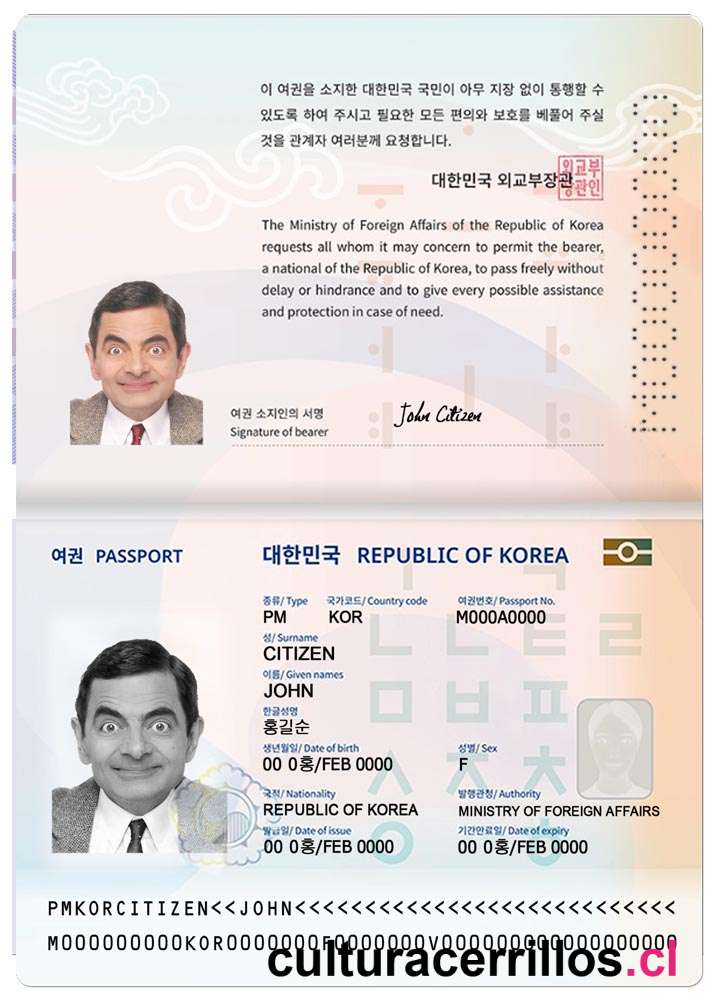 이 여권을 소지한 대한민국 국민이 아무 지장 없이 통행할 수
있도록 하여 주시고 필요한 모든 편의와 보호를 베풀어 주실
것을 관계자 여러분께 요청합니다.
대한민국 외교부장관
외교부
장관인
The Ministry of Foreign Affairs of the Republic of Korea
requests all whom it may concern to permit the bearer,
a national of the Republic of Korea, to pass freely without
delay or hindrance and to give every possible assistance
and protection in case of need.
여권 소지인의 서명
Signature of bearer
John Citizen
여권 PASSPORT
대한민국 REPUBLIC OF KOREA
종류/ Type 국가코드/ Country code 여권번호/ Passport No.
PM KOR M000A0000
성/ Surname
CITIZEN
이름/ Given names
JOHN
한글성명
홍길순
생년월일/ Date of birth 성별/ Sex
00 0홍/FEB 0000 F
국적/ Nationality 발행관청/ Authority
REPUBLIC OF KOREA MINISTRY OF FOREIGN AFFAIRS
발급일/ Date of issue 기간만료일/ Date of expiry
00 0홍/FEB 0000 00 0홍/FEB 0000
PMKORCITIZEN<<JOHN<<<<<<<<<<<<<<<<<<<<<<<<<<
culturacerrillos.cl